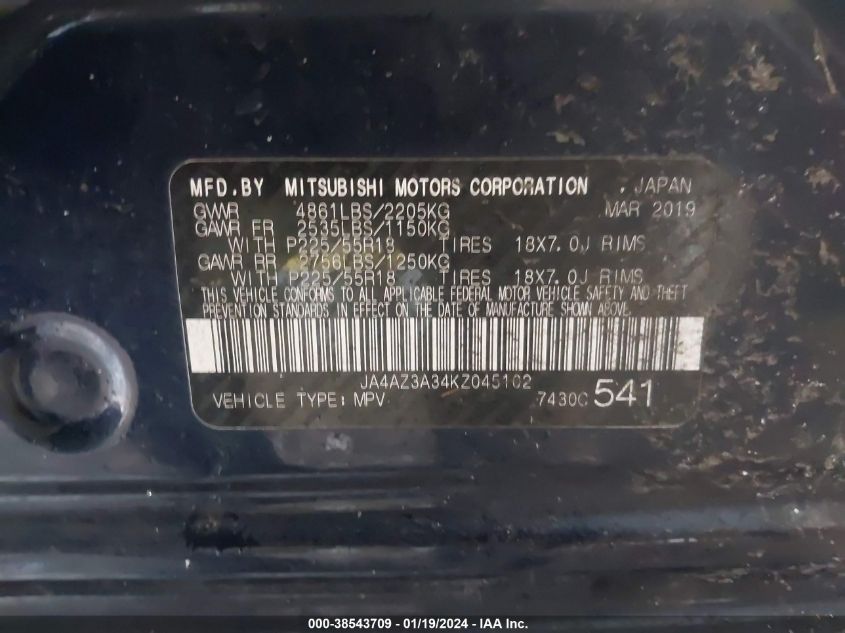 MFD.BY MITSUBISHI MOTORS CORPORATION . JAPAN
GVWR 4861LBS/2205KG MAR 2019
GAWR FR 2535LBS/1150KG
WITH P225/55R18 TIRES 18X7.0J RIMS
GAWR RR 2756LBS/1250KG
WITH P225/55R18 TIRES 18X7.0J RIMS
THIS VEHICLE CONFORMS TO ALL APPLICABLE FEDERAL MOTOR VEHICLE SAFETY AND THEFT
PREVENTION STANDARDS IN EFFECT ON THE DATE OF MANUFACTURE SHOWN ABOVE.
JA4AZ3A34KZ045102
VEHICLE TYPE: MPV 7430C 541
000-38543709 - 01/19/2024 - IAA Inc.